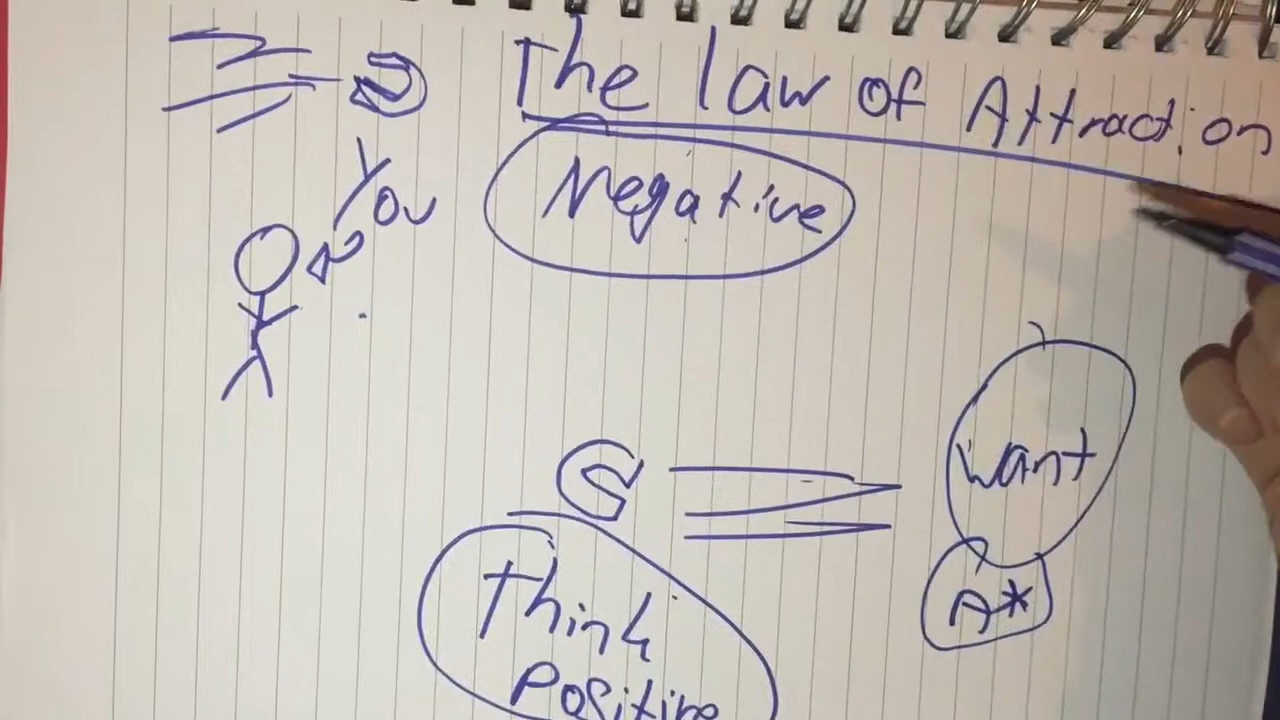 The law of Attraction
You
Negative
want
A*
Think
Positive